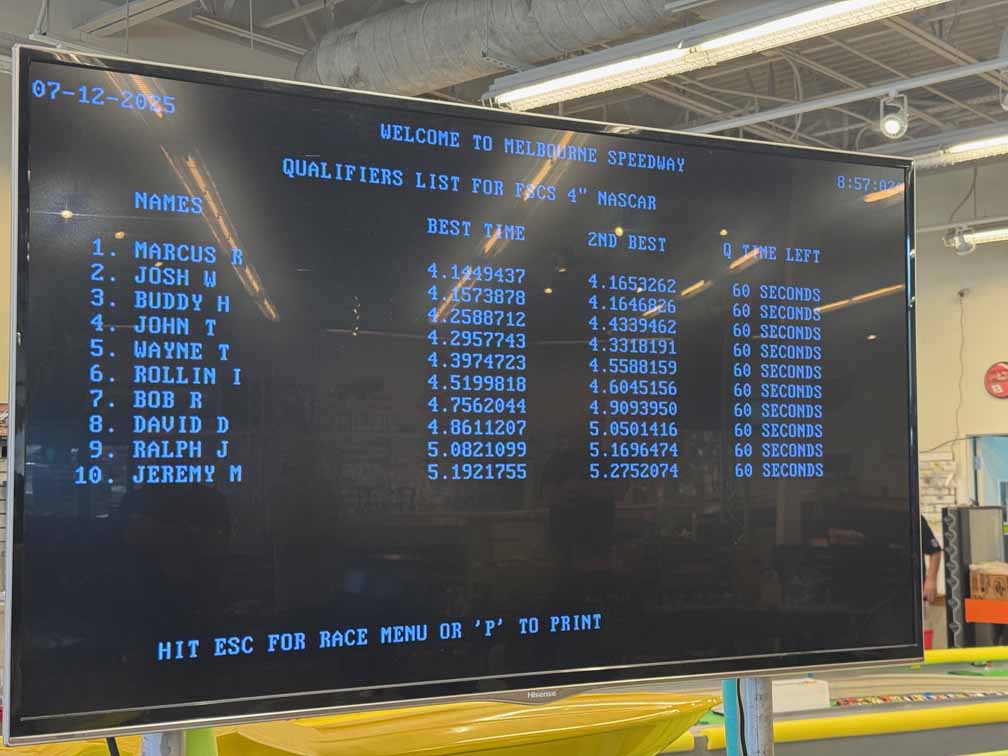 07-12-2025
WELCOME TO MELBOURNE SPEEDWAY
8:57:02
QUALIFIERS LIST FOR FSCS 4" NASCAR
NAMES BEST TIME 2ND BEST Q TIME LEFT
1. MARCUS R 4.1449437 4.1653262 60 SECONDS
2. JOSH W 4.1573878 4.1646826 60 SECONDS
3. BUDDY H 4.2588712 4.4339462 60 SECONDS
4. JOHN T 4.2957743 4.3318191 60 SECONDS
5. WAYNE T 4.3974723 4.5588159 60 SECONDS
6. ROLLIN I 4.5199818 4.6045156 60 SECONDS
7. BOB R 4.7562044 4.9093950 60 SECONDS
8. DAVID D 4.8611207 5.0501416 60 SECONDS
9. RALPH J 5.0821099 5.1696474 60 SECONDS
10. JEREMY M 5.1921755 5.2752074 60 SECONDS
HIT ESC FOR RACE MENU OR 'P' TO PRINT
Hisense